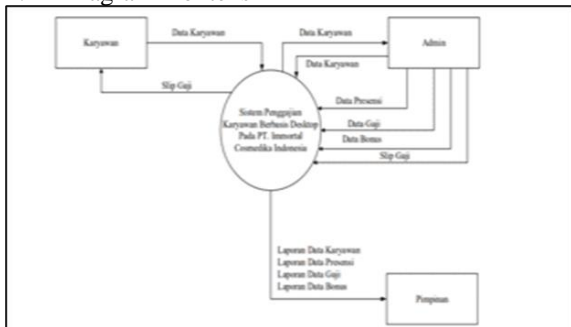 Data Karyawan
Data Karyawan
Karyawan
Admin
Data Karyawan
Slip Gaji
Data Presensi
Sistem Penggajian
Karyawan Berbasis Desktop
Pada PT. Immortal
Cosmedika Indonesia
Data Gaji
Data Bonus
Slip Gaji
Laporan Data Karyawan
Laporan Data Presensi
Laporan Data Gaji
Laporan Data Bonus
Pimpinan